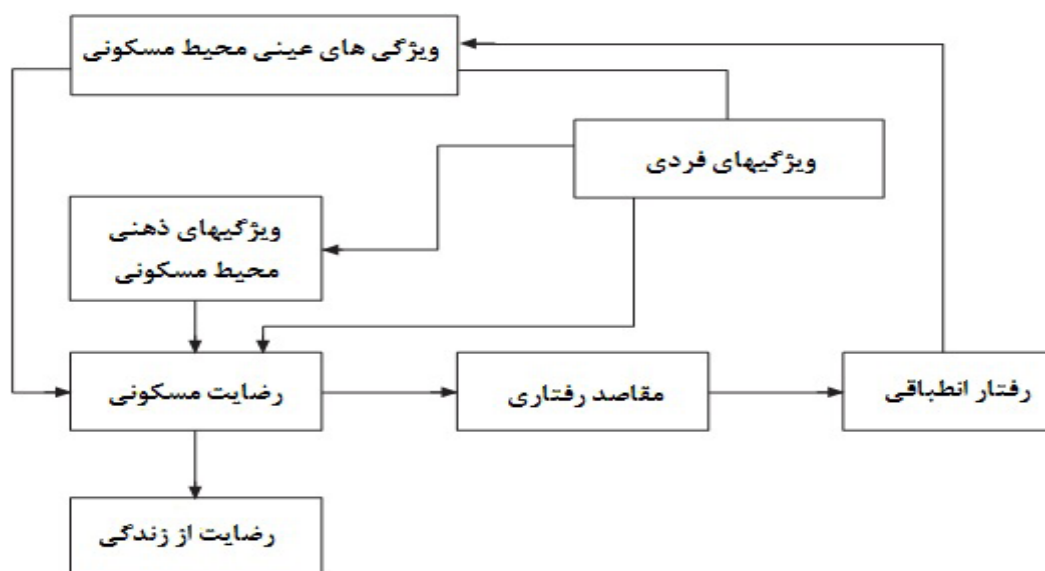 ویژگی های عینی محیط مسکونی
ویژگیهای فردی
ویژگیهای ذهنی
محیط مسکونی
رضایت مسکونی
مقاصد رفتاری
رفتار انطباقی
رضایت از زندگی